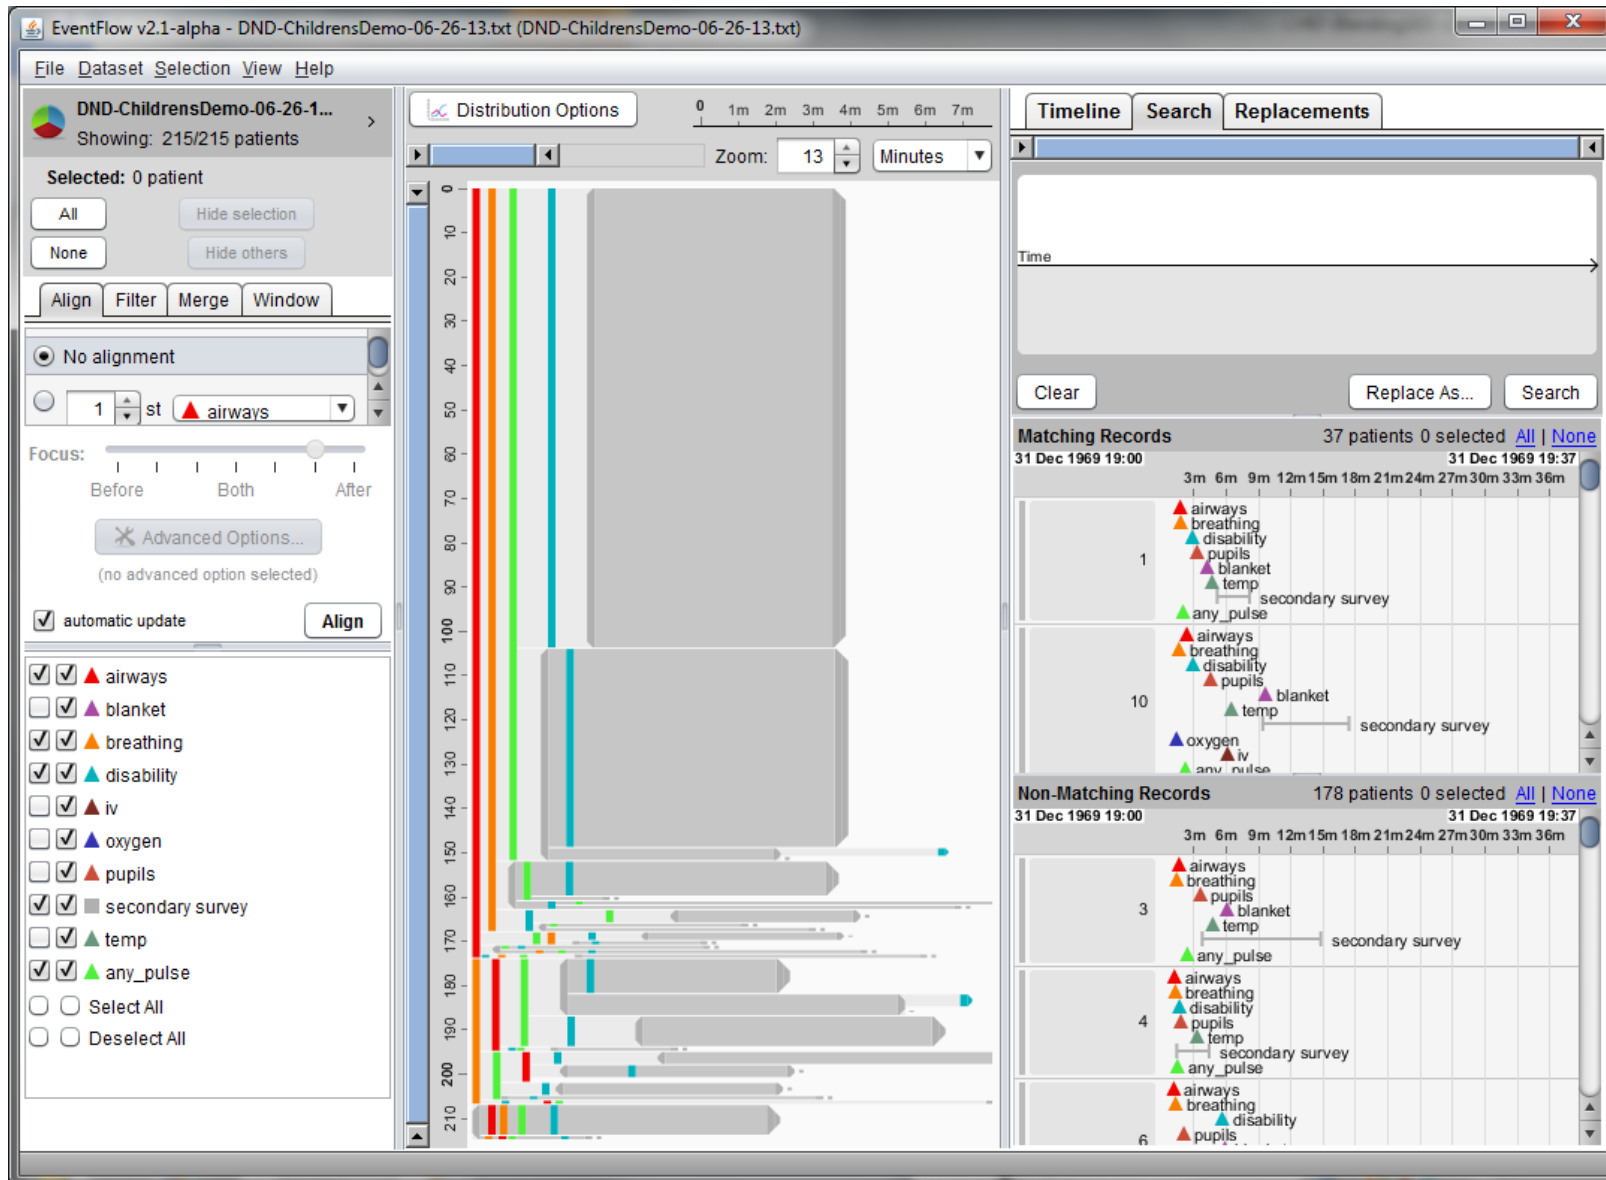 EventFlow v2.1-alpha - DND-ChildrensDemo-06-26-13.txt (DND-ChildrensDemo-06-26-13.txt)
File Dataset Selection View Help
DND-ChildrensDemo-06-26-1...
Showing: 215/215 patients
Selected: 0 patient
All Hide selection
None Hide others
Align Filter Merge Window
No alignment
1 st airways
Focus:
Before Both After
Advanced Options...
(no advanced option selected)
automatic update Align
airways
blanket
breathing
disability
iv
oxygen
pupils
secondary survey
temp
any_pulse
Select All
Deselect All
Distribution Options
0 1m 2m 3m 4m 5m 6m 7m
Zoom: 13 Minutes
0
10
20
30
40
50
60
70
80
90
100
110
120
130
140
150
160
170
180
190
200
210
Timeline Search Replacements
Time
Clear Replace As... Search
Matching Records 37 patients 0 selected All | None
31 Dec 1969 19:00 31 Dec 1969 19:37
3m 6m 9m 12m 15m 18m 21m 24m 27m 30m 33m 36m
1
airways
breathing
disability
pupils
blanket
temp
secondary survey
any_pulse
10
airways
breathing
disability
pupils
blanket
temp
secondary survey
oxygen
iv
any_pulse
Non-Matching Records 178 patients 0 selected All | None
31 Dec 1969 19:00 31 Dec 1969 19:37
3m 6m 9m 12m 15m 18m 21m 24m 27m 30m 33m 36m
3
airways
breathing
pupils
blanket
temp
secondary survey
any_pulse
4
airways
breathing
disability
pupils
temp
secondary survey
any_pulse
6
airways
breathing
disability
pupils